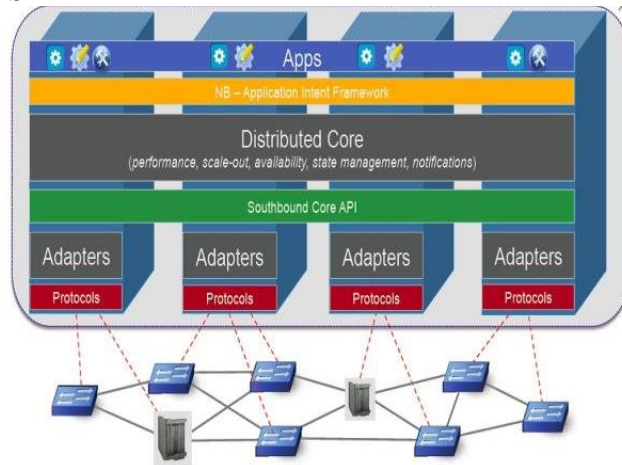 Apps
NB – Application Intent Framework
Distributed Core
(performance, scale-out, availability, state management, notifications)
Southbound Core API
Adapters Adapters Adapters Adapters
Protocols Protocols Protocols Protocols